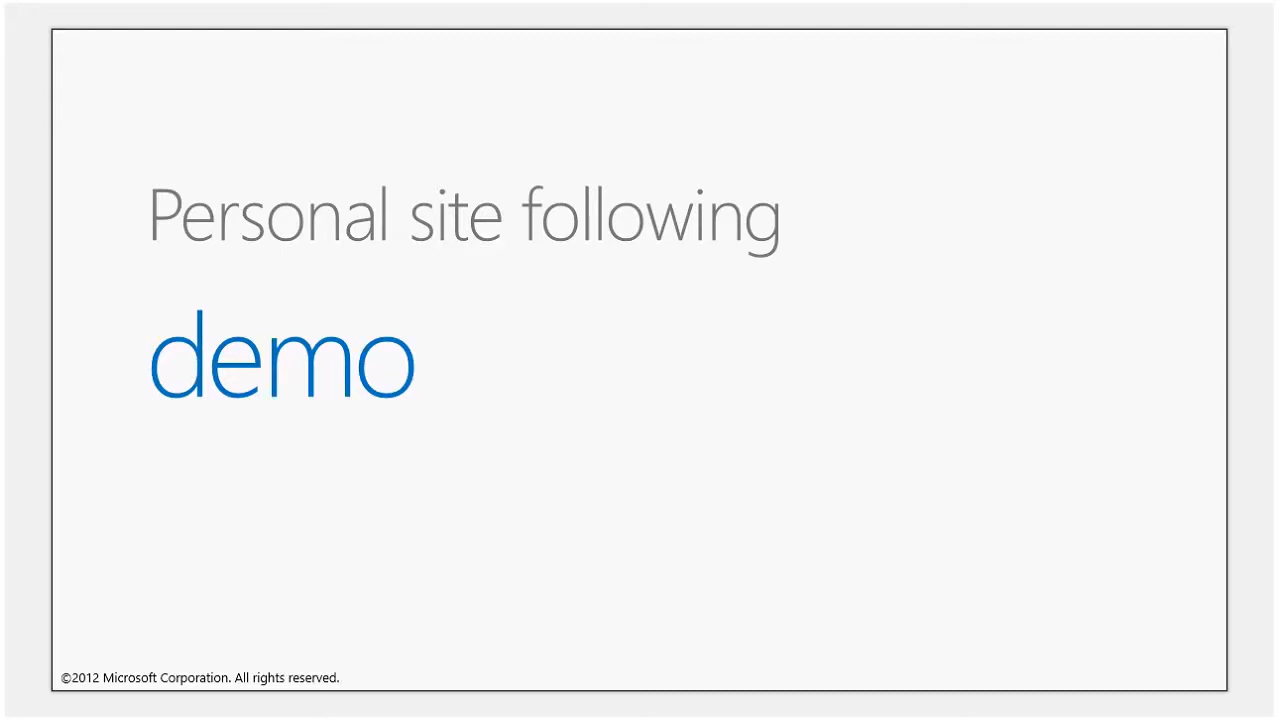 Personal site following
demo
©2012 Microsoft Corporation. All rights reserved.